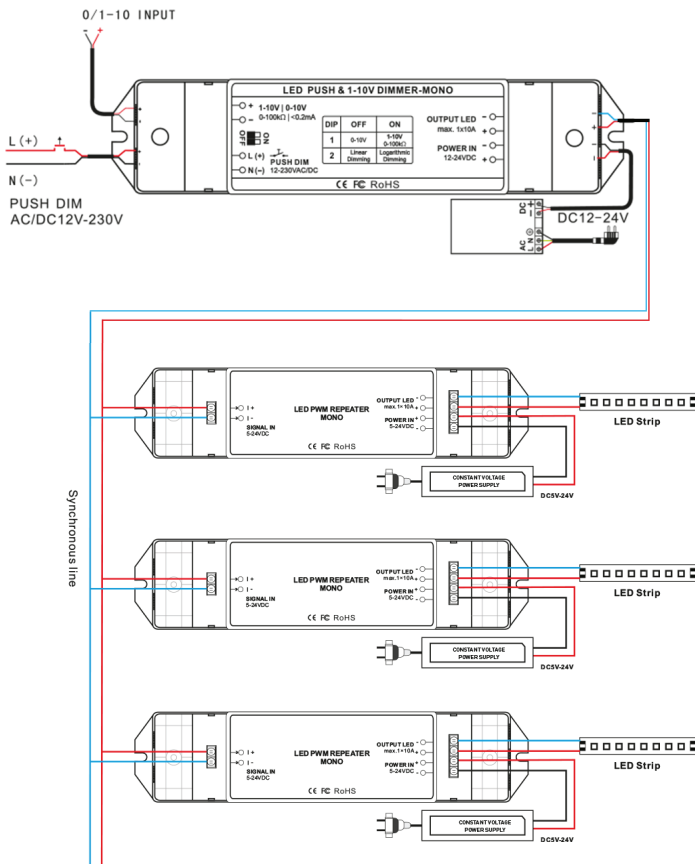 0/1-10 INPUT
- +
LED PUSH & 1-10V DIMMER-MONO
+ 1-10V | 0-10V
- 0-100kΩ | <0.2mA
ON
OFF
L (+)
PUSH DIM
N (-) 12-230VAC/DC
DIP OFF ON
1 0-10V 1-10V 0-100kΩ
2 Linear Dimming Logarithmic Dimming
OUTPUT LED -
max. 1x10A +
POWER IN -
12-24VDC +
CE FC RoHS
L (+)
N (-)
PUSH DIM
AC/DC12V-230V
DC + -
AC L N
DC12-24V
Synchronous line
I +
I -
SIGNAL IN
5-24VDC
LED PWM REPEATER
MONO
CE FC RoHS
OUTPUT LED -
max.1×10A +
POWER IN +
5-24VDC -
LED Strip
CONSTANT VOLTAGE
POWER SUPPLY
DC5V-24V
I +
I -
SIGNAL IN
5-24VDC
LED PWM REPEATER
MONO
CE FC RoHS
OUTPUT LED -
max.1×10A +
POWER IN +
5-24VDC -
LED Strip
CONSTANT VOLTAGE
POWER SUPPLY
DC5V-24V
I +
I -
SIGNAL IN
5-24VDC
LED PWM REPEATER
MONO
CE FC RoHS
OUTPUT LED -
max.1×10A +
POWER IN +
5-24VDC -
LED Strip
CONSTANT VOLTAGE
POWER SUPPLY
DC5V-24V